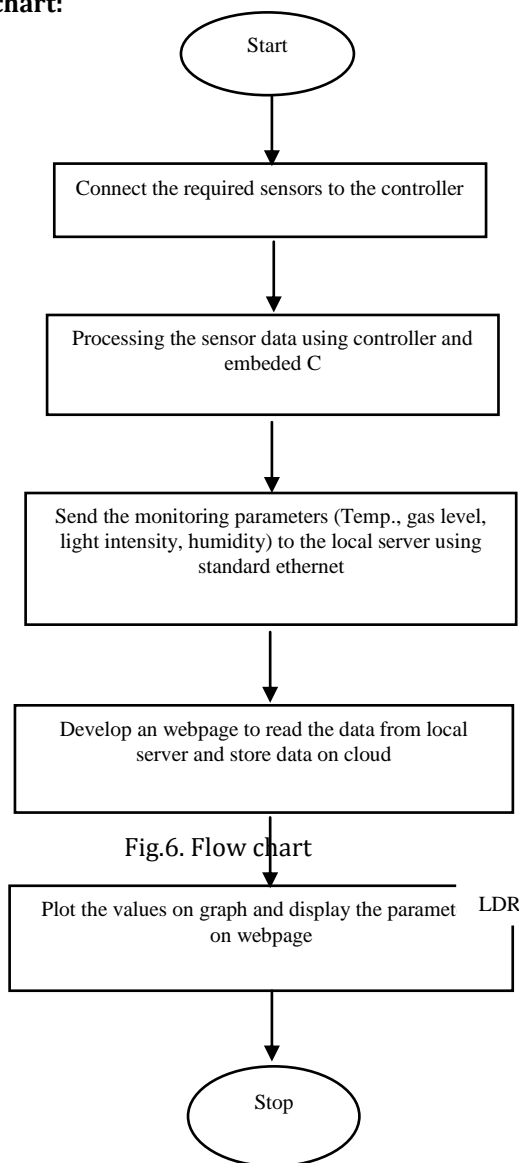 chart:
Start
Connect the required sensors to the controller
Processing the sensor data using controller and
embeded C
Send the monitoring parameters (Temp., gas level,
light intensity, humidity) to the local server using
standard ethernet
Develop an webpage to read the data from local
server and store data on cloud
Fig.6. Flow chart
Plot the values on graph and display the paramet LDR
on webpage
Stop